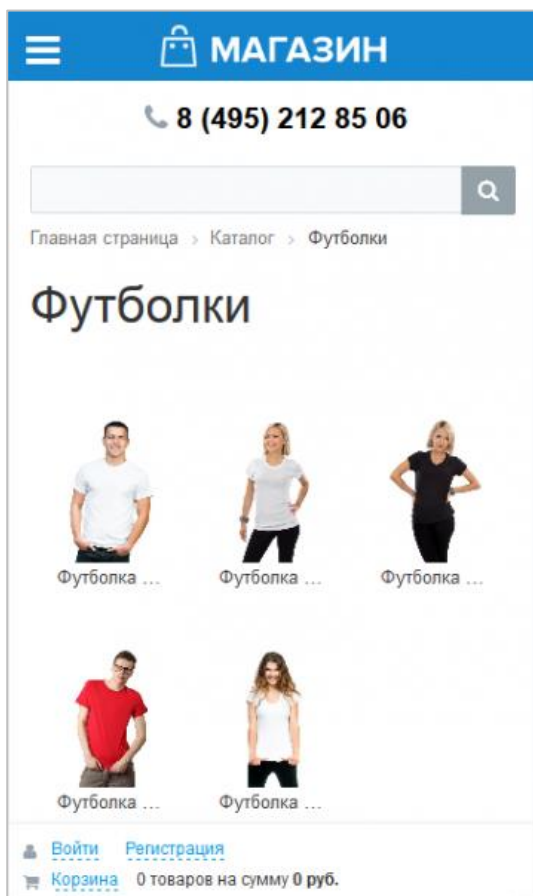 МАГАЗИН
8 (495) 212 85 06
Главная страница > Каталог > Футболки
Футболки
Футболка ... Футболка ... Футболка ...
Футболка ... Футболка ...
Войти Регистрация
Корзина 0 товаров на сумму 0 руб.